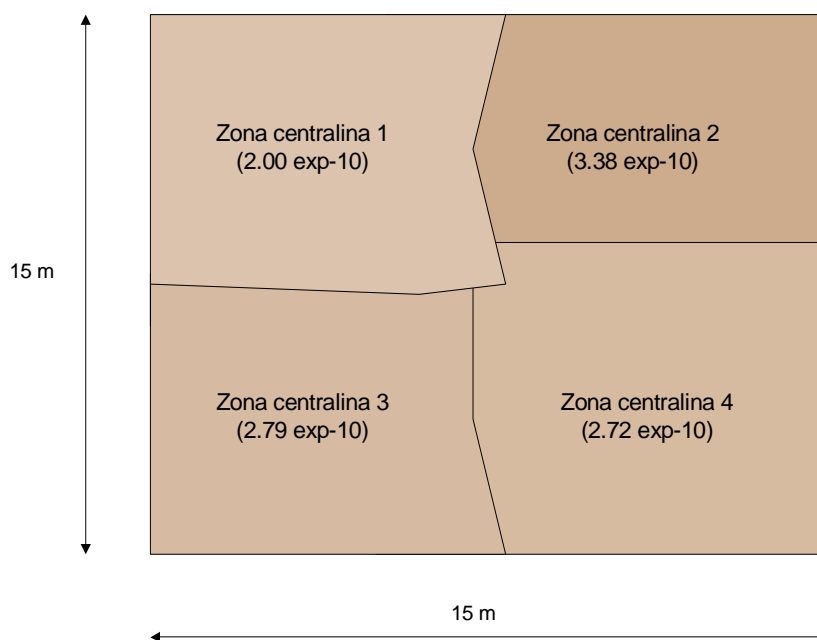 Zona centralina 1
(2.00 exp-10)
Zona centralina 2
(3.38 exp-10)
15 m
Zona centralina 3
(2.79 exp-10)
Zona centralina 4
(2.72 exp-10)
15 m